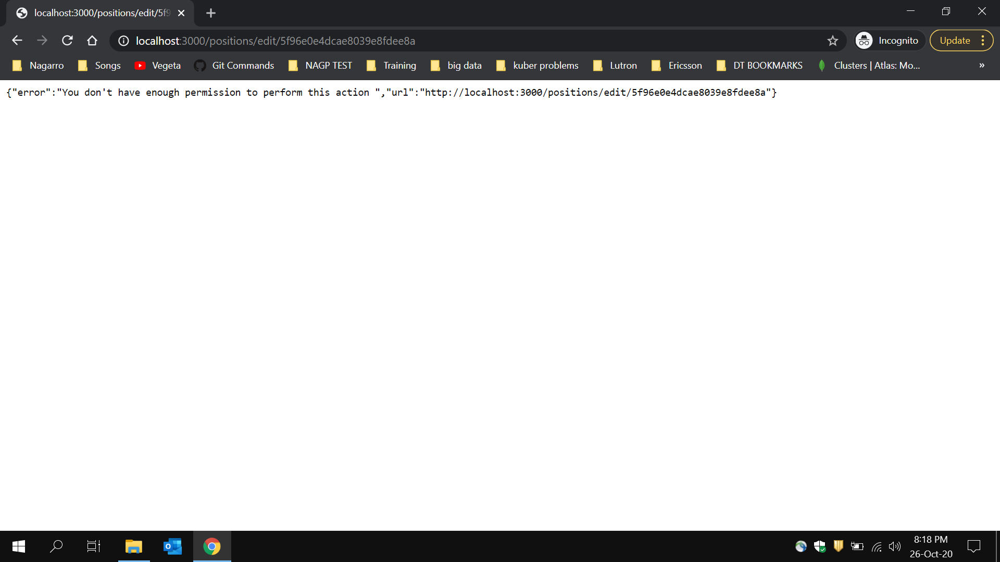 localhost:3000/positions/edit/5f9
localhost:3000/positions/edit/5f96e0e4dcae8039e8fdee8a
Incognito
Update
Nagarro
Songs
Vegeta
Git Commands
NAGP TEST
Training
big data
kuber problems
Lutron
Ericsson
DT BOOKMARKS
Clusters | Atlas: Mo...
»
{"error":"You don't have enough permission to perform this action ","url":"http://localhost:3000/positions/edit/5f96e0e4dcae8039e8fdee8a"}
8:18 PM
26-Oct-20